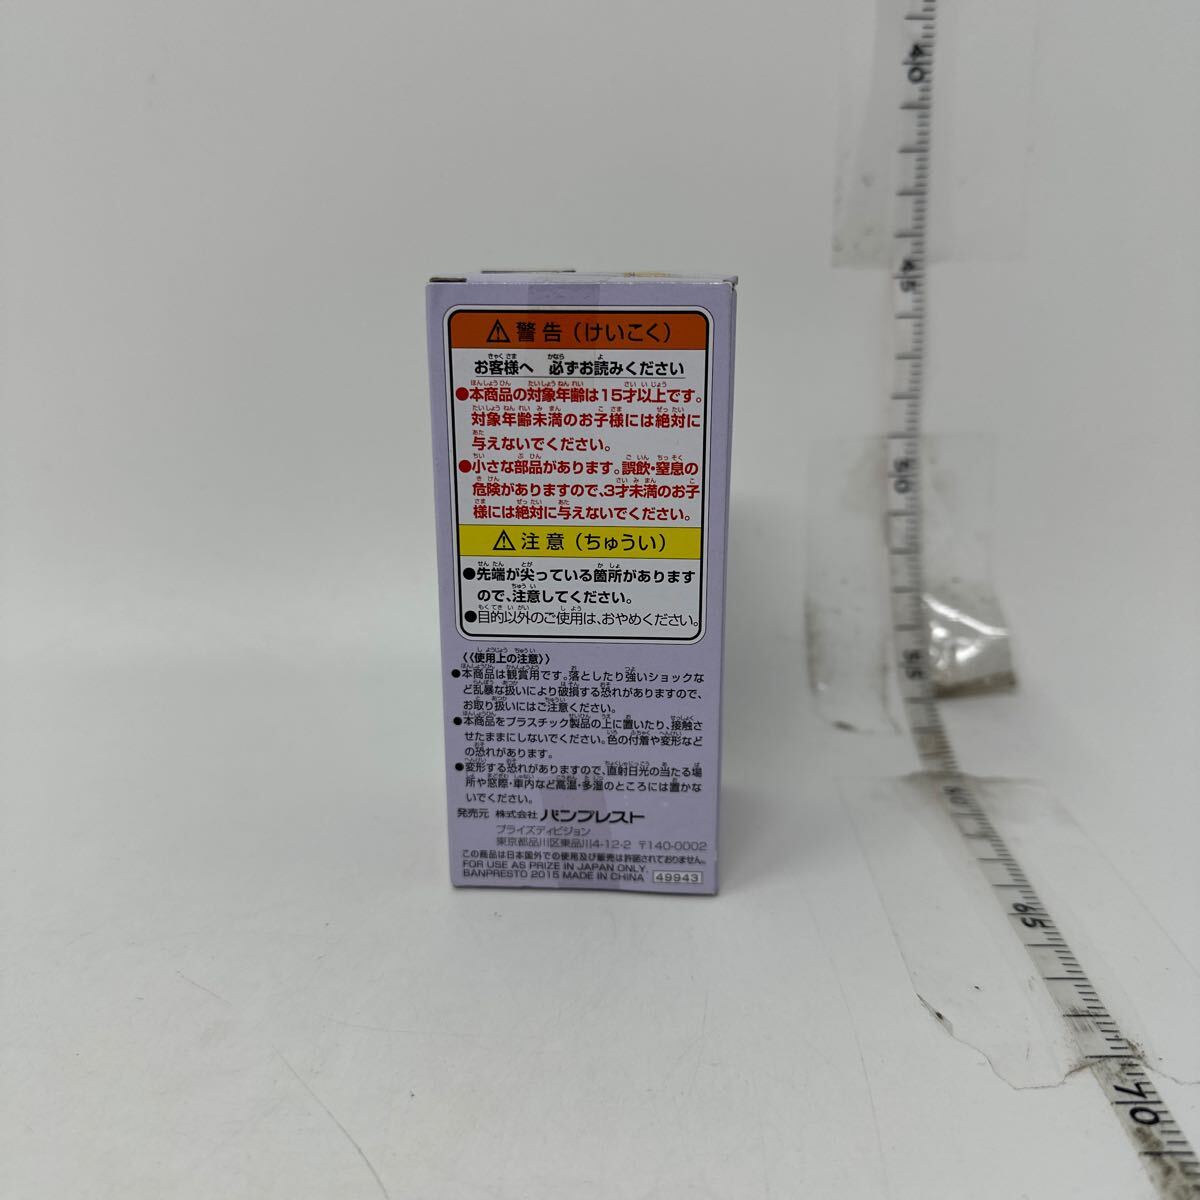 ⚠警告(けいこく)
お客様へ 必ずお読みください
●本商品の対象年齢は15才以上です。
対象年齢未満のお子様には絶対に
与えないでください。
●小さな部品があります。誤飲・窒息の
危険がありますので、3才未満のお子
様には絶対に与えないでください。
⚠注意(ちゅうい)
●先端が尖っている箇所があります
ので、注意してください。
●目的以外のご使用は、おやめください。
《使用上の注意》
●本商品は観賞用です。落としたり強いショックな
ど乱暴な扱いにより破損する恐れがありますので、
お取り扱いにはご注意ください。
●本商品をプラスチック製品の上に置いたり、接触さ
せたままにしないでください。色の付着や変形など
の恐れがあります。
●変形する恐れがありますので、直射日光の当たる場
所や窓際・車内など高温・多湿のところには置かな
いでください。
発売元 株式会社 バンプレスト
プライズディビジョン
東京都品川区東品川4-12-2 〒140-0002
この商品は日本国外での使用及び販売は許諾されておりません。
FOR USE AS PRIZE IN JAPAN ONLY.
BANPRESTO 2015 MADE IN CHINA 49943
40
45
50
55
60
65
70